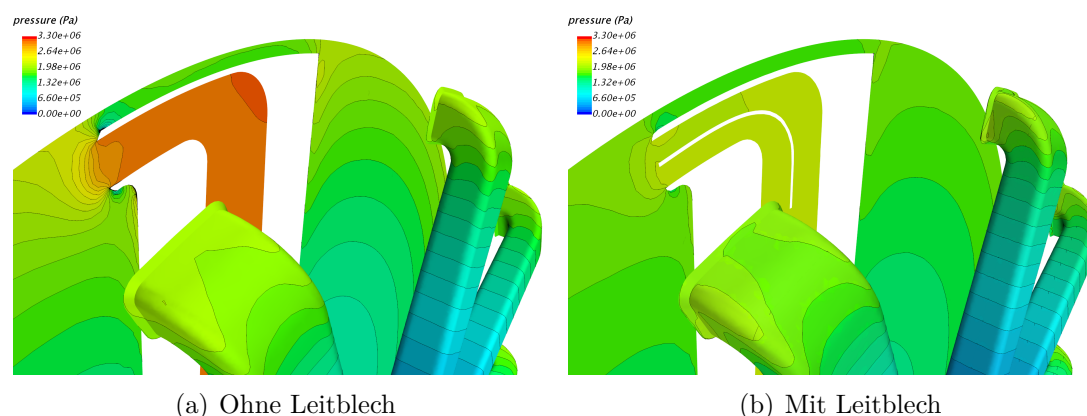 pressure (Pa)
3.30e+06
2.64e+06
1.98e+06
1.32e+06
6.60e+05
0.00e+00
pressure (Pa)
3.30e+06
2.64e+06
1.98e+06
1.32e+06
6.60e+05
0.00e+00
(a) Ohne Leitblech
(b) Mit Leitblech